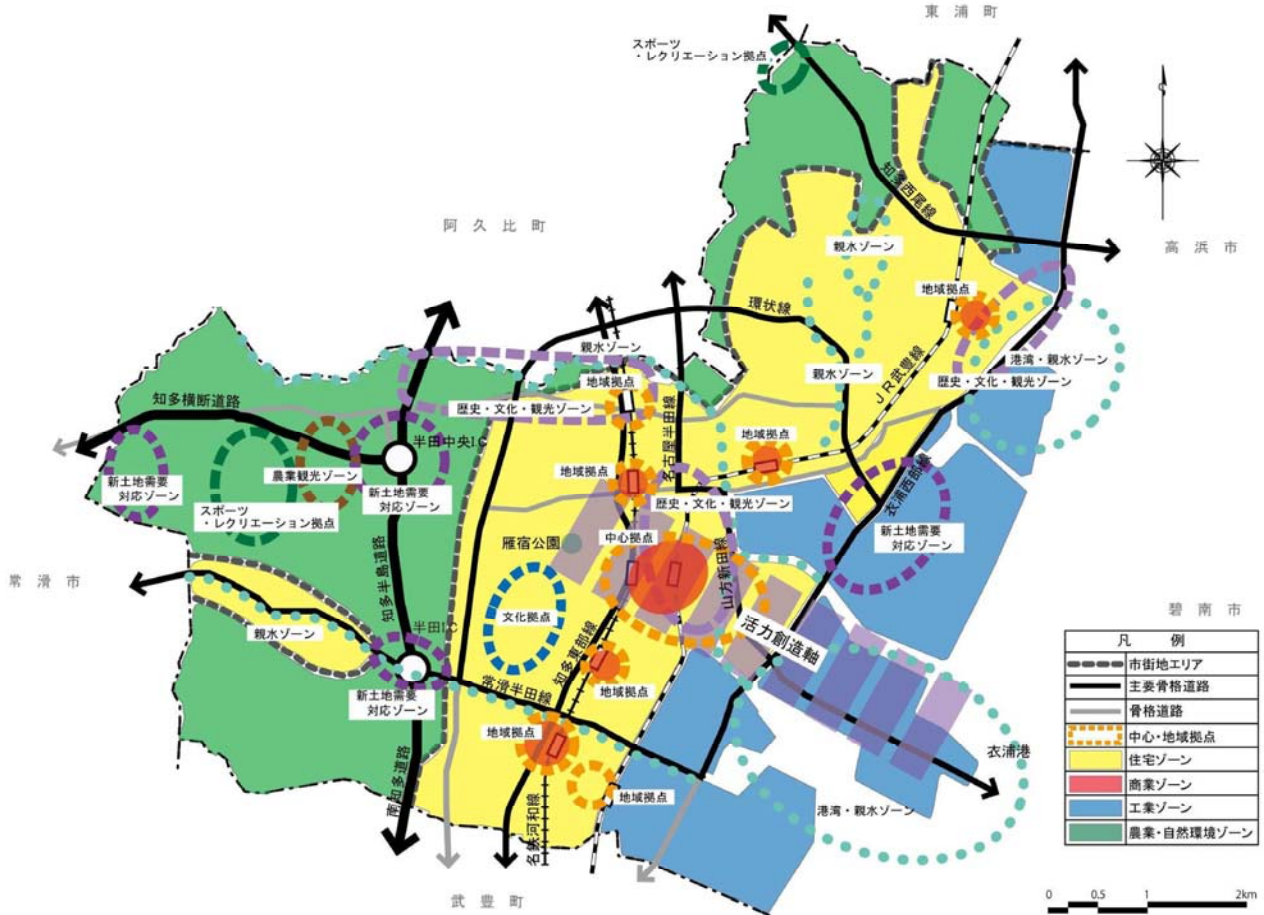 東浦町
スポーツ
・レクリエーション拠点
知多西尾線
阿久比町
高浜市
親水ゾーン
地域拠点
環状線
港湾・親水ゾーン
親水ゾーン
親水ゾーン
JR武豊線
歴史・文化・観光ゾーン
地域拠点
知多横断道路
歴史・文化・観光ゾーン
名古屋半田線
半田中央IC
地域拠点
農業観光ゾーン
地域拠点
新土地需要
対応ゾーン
新土地需要
対応ゾーン
スポーツ
・レクリエーション拠点
歴史・文化・観光ゾーン
衣浦西部線
新土地需要
対応ゾーン
雁宿公園
中心拠点
知多半島道路
山方新田線
常滑市
文化拠点
碧南市
活力創造軸
半田IC
親水ゾーン
知多東部線
地域拠点
常滑半田線
新土地需要
対応ゾーン
地域拠点
衣浦港
南知多道路
地域拠点
港湾・親水ゾーン
名鉄河和線
武豊町
凡例
市街地エリア
主要骨格道路
骨格道路
中心・地域拠点
住宅ゾーン
商業ゾーン
工業ゾーン
農業・自然環境ゾーン
0 0.5 1 2km